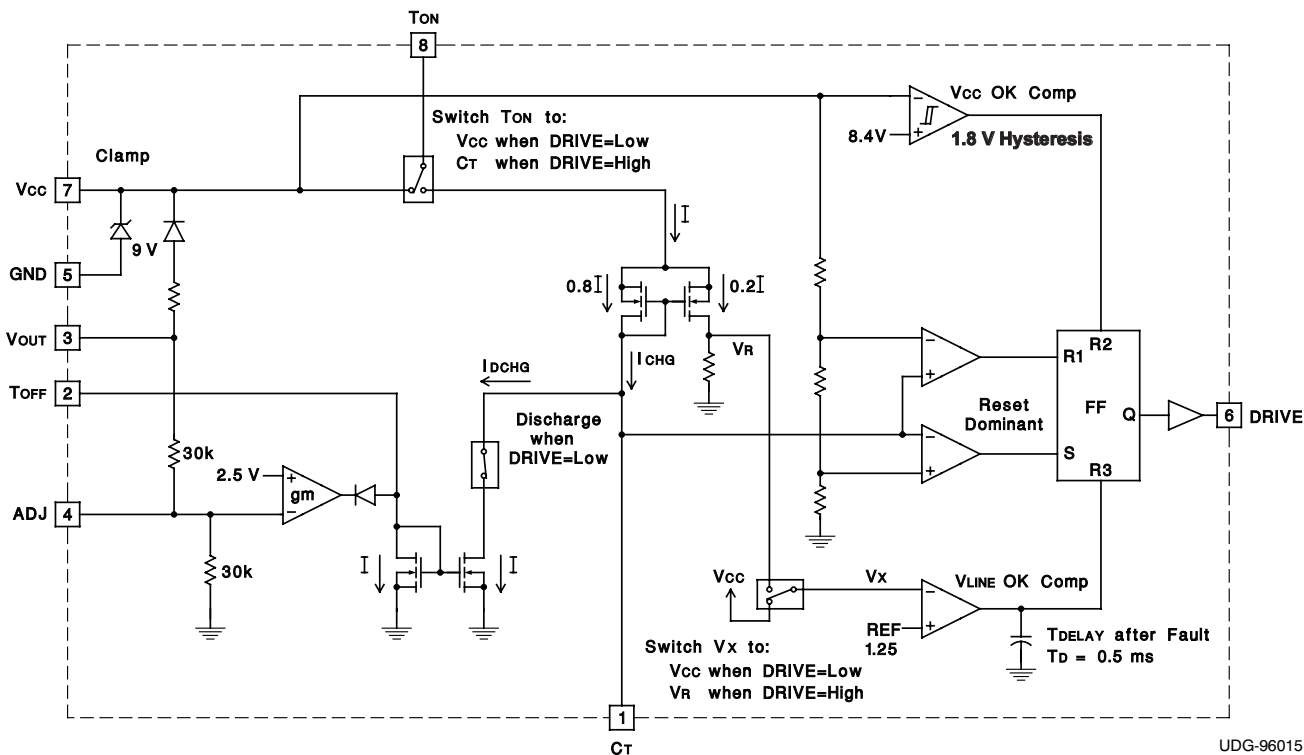 TON
8
Switch TON to:
VCC when DRIVE=Low
CT when DRIVE=High
VCC OK Comp
8.4V
1.8 V Hysteresis
Clamp
VCC 7
9 V
I
GND 5
0.8I
0.2I
VOUT 3
VR
ICHG
IDCHG
TOFF 2
R1
R2
FF
Q
6 DRIVE
Discharge
when
DRIVE=Low
Reset
Dominant
30k
S
R3
2.5 V
gm
ADJ 4
30k
I
I
VCC
VX
VLINE OK Comp
REF
1.25
Switch VX to:
VCC when DRIVE=Low
VR when DRIVE=High
TDELAY after Fault
TD = 0.5 ms
1
CT
UDG-96015